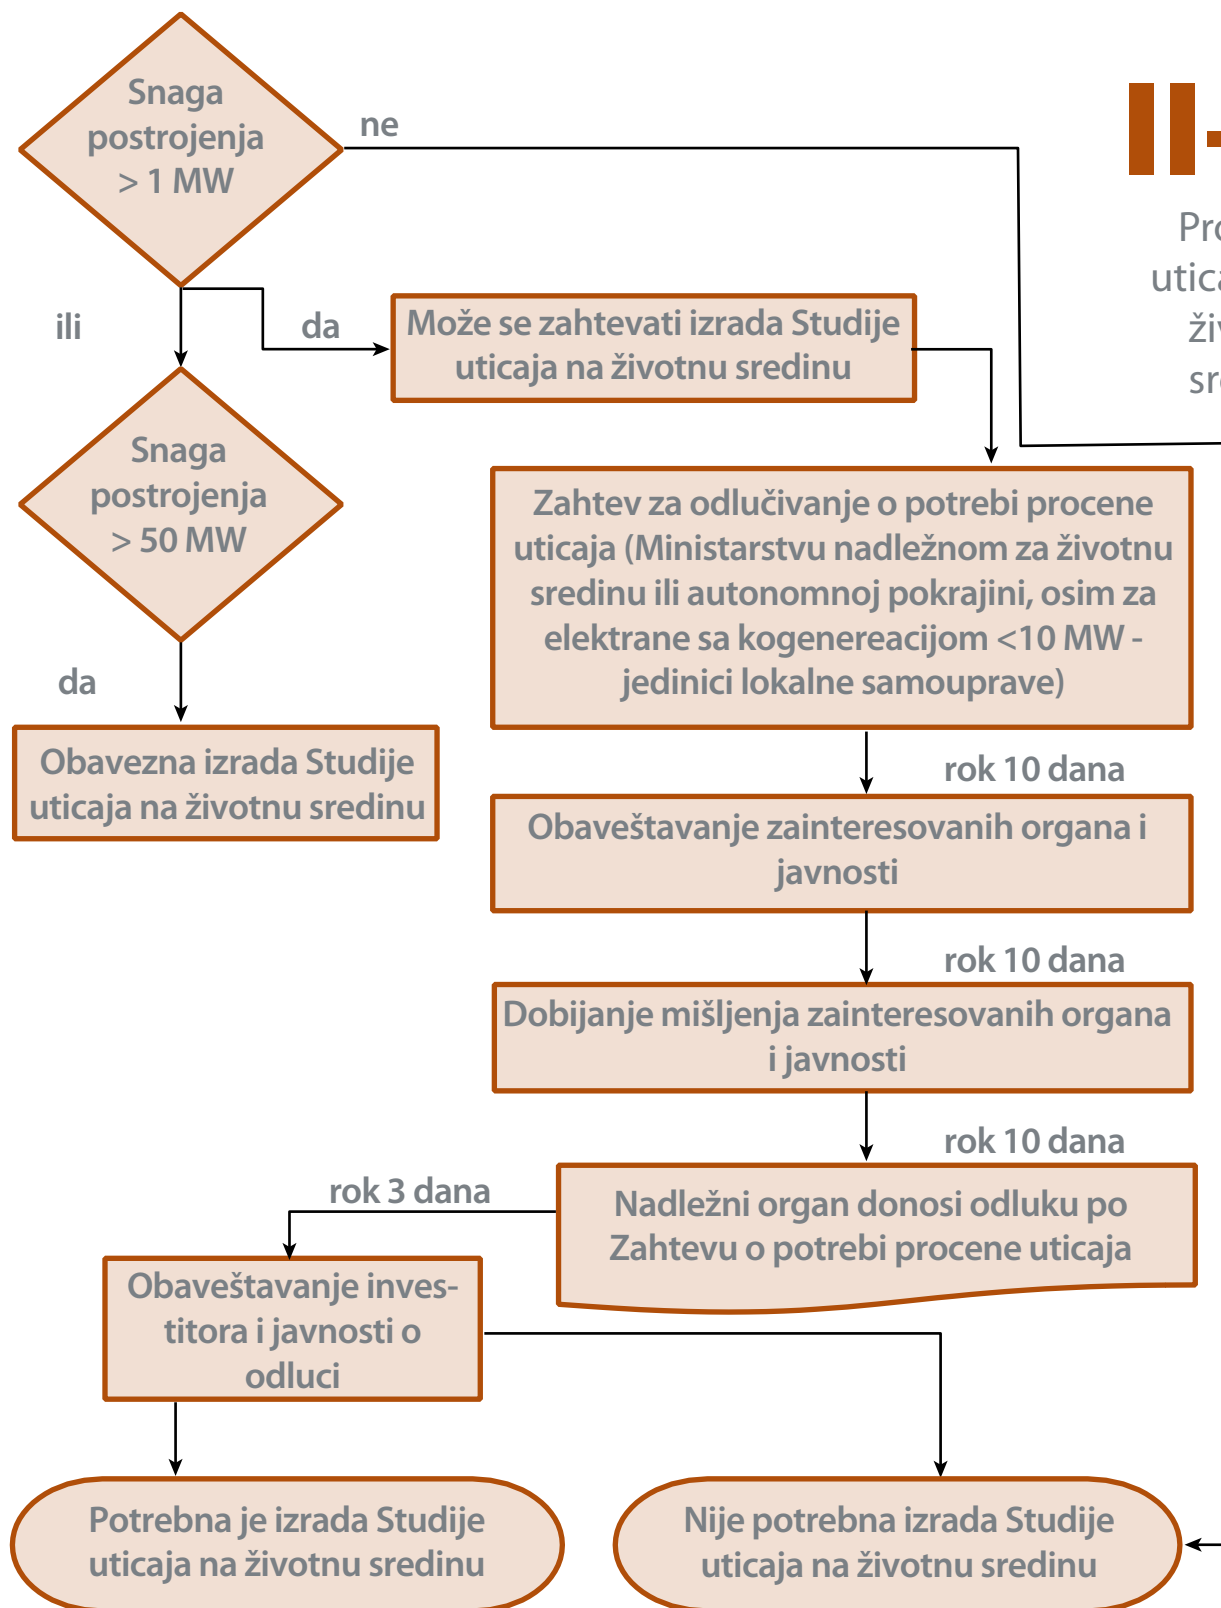 Snaga
postrojenja
> 1 MW
ne
II-
ili
da
Može se zahtevati izrada Studije
uticaja na životnu sredinu
Snaga
postrojenja
> 50 MW
da
Obavezna izrada Studije
uticaja na životnu sredinu
Zahtev za odlučivanje o potrebi procene
uticaja (Ministarstvu nadležnom za životnu
sredinu ili autonomnoj pokrajini, osim za
elektrane sa kogenereacijom <10 MW -
jedinici lokalne samouprave)
rok 10 dana
Obaveštavanje zainteresovanih organa i
javnosti
rok 10 dana
Dobijanje mišljenja zainteresovanih organa
i javnosti
rok 10 dana
Nadležni organ donosi odluku po
Zahtevu o potrebi procene uticaja
rok 3 dana
Obaveštavanje inves-
titora i javnosti o
odluci
Potrebna je izrada Studije
uticaja na životnu sredinu
Nije potrebna izrada Studije
uticaja na životnu sredinu